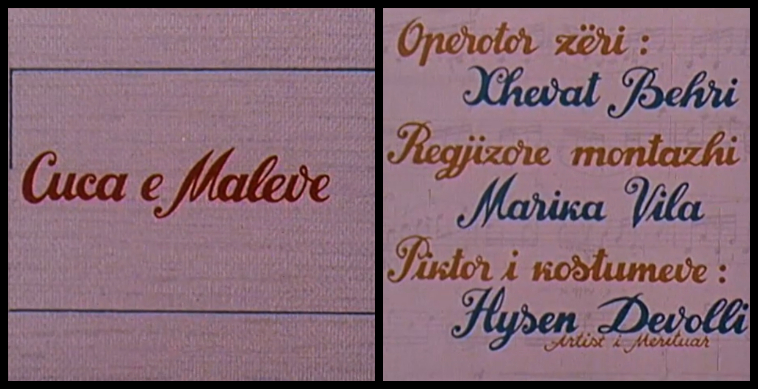 Cuca e Maleve
Operotor zëri :
Xhevat Behri
Regjizore montazhi
Marika Vila
Piktor i kostumeve :
Hysen Devolli
Artist i Merituar